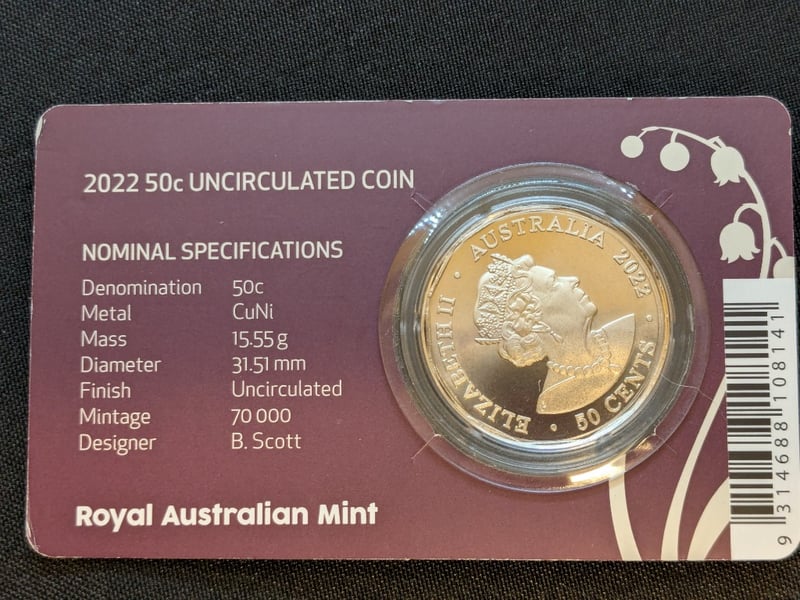 2022 50c UNCIRCULATED COIN
NOMINAL SPECIFICATIONS
Denomination 50c
Metal CuNi
Mass 15.55 g
Diameter 31.51 mm
Finish Uncirculated
Mintage 70 000
Designer B. Scott
Royal Australian Mint
ELIZABETH II · AUSTRALIA 2022 · 50 CENTS ·
9 314688 108141